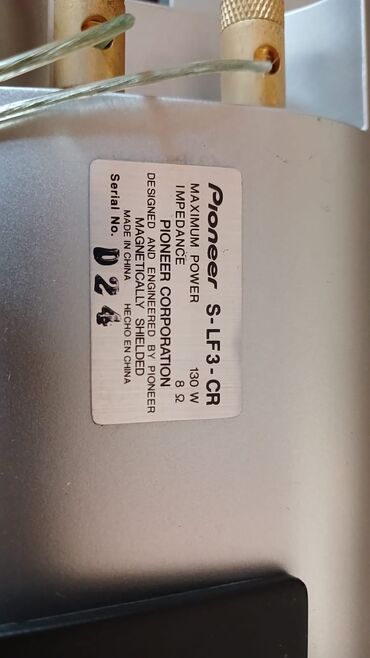 Pioneer S-LF3-CR
MAXIMUM POWER 130 W
IMPEDANCE 8 Ω
PIONEER CORPORATION
DESIGNED AND ENGINEERED BY PIONEER
MAGNETICALLY SHIELDED
MADE IN CHINA HECHO EN CHINA
Serial No. D24